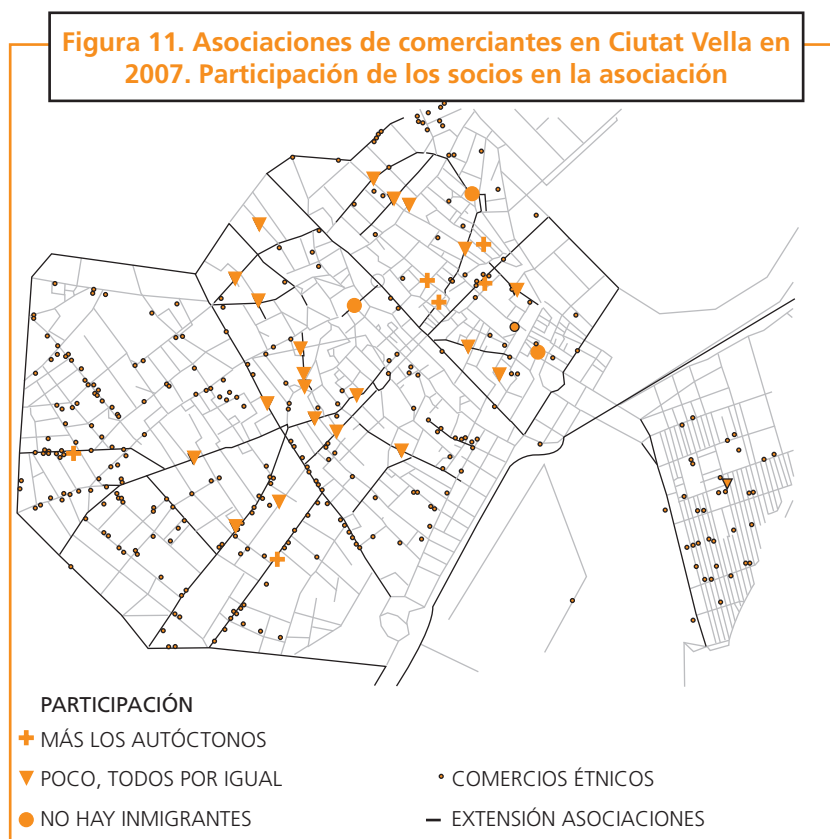 Figura 11. Asociaciones de comerciantes en Ciutat Vella en
2007. Participación de los socios en la asociación
PARTICIPACIÓN
MÁS LOS AUTÓCTONOS
POCO, TODOS POR IGUAL
COMERCIOS ÉTNICOS
NO HAY INMIGRANTES
EXTENSIÓN ASOCIACIONES